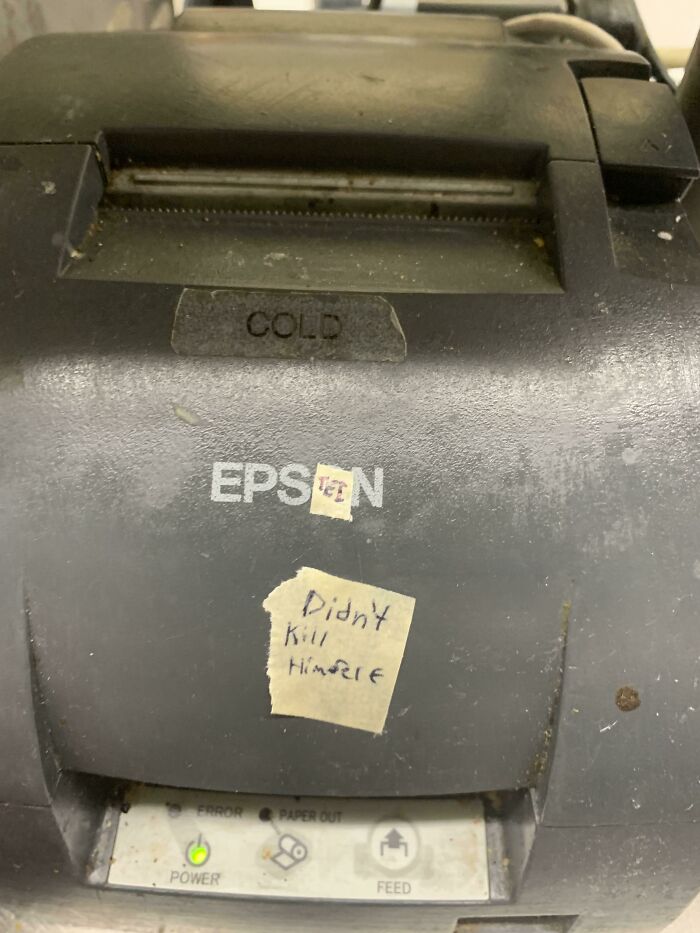 COLD
EPSTEIN
Didn't
Kill
Himself
ERROR PAPER OUT
POWER
FEED